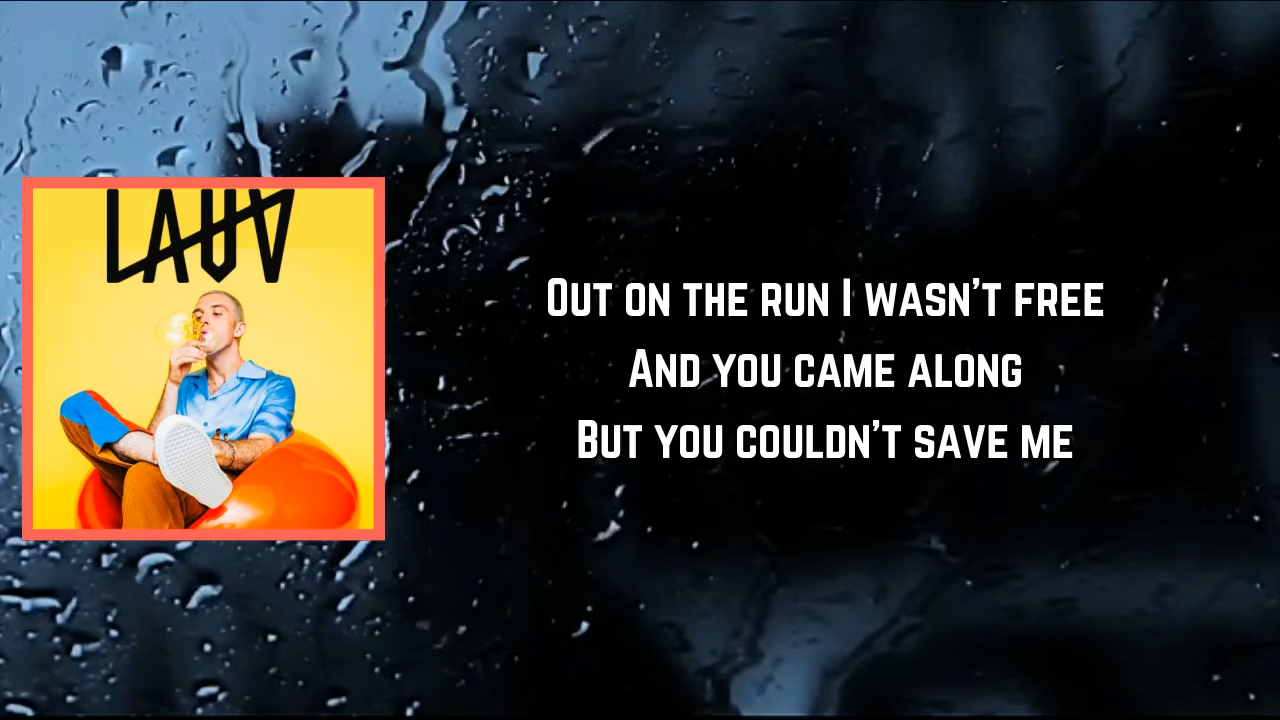 LAUV
OUT ON THE RUN I WASN'T FREE
AND YOU CAME ALONG
BUT YOU COULDN'T SAVE ME